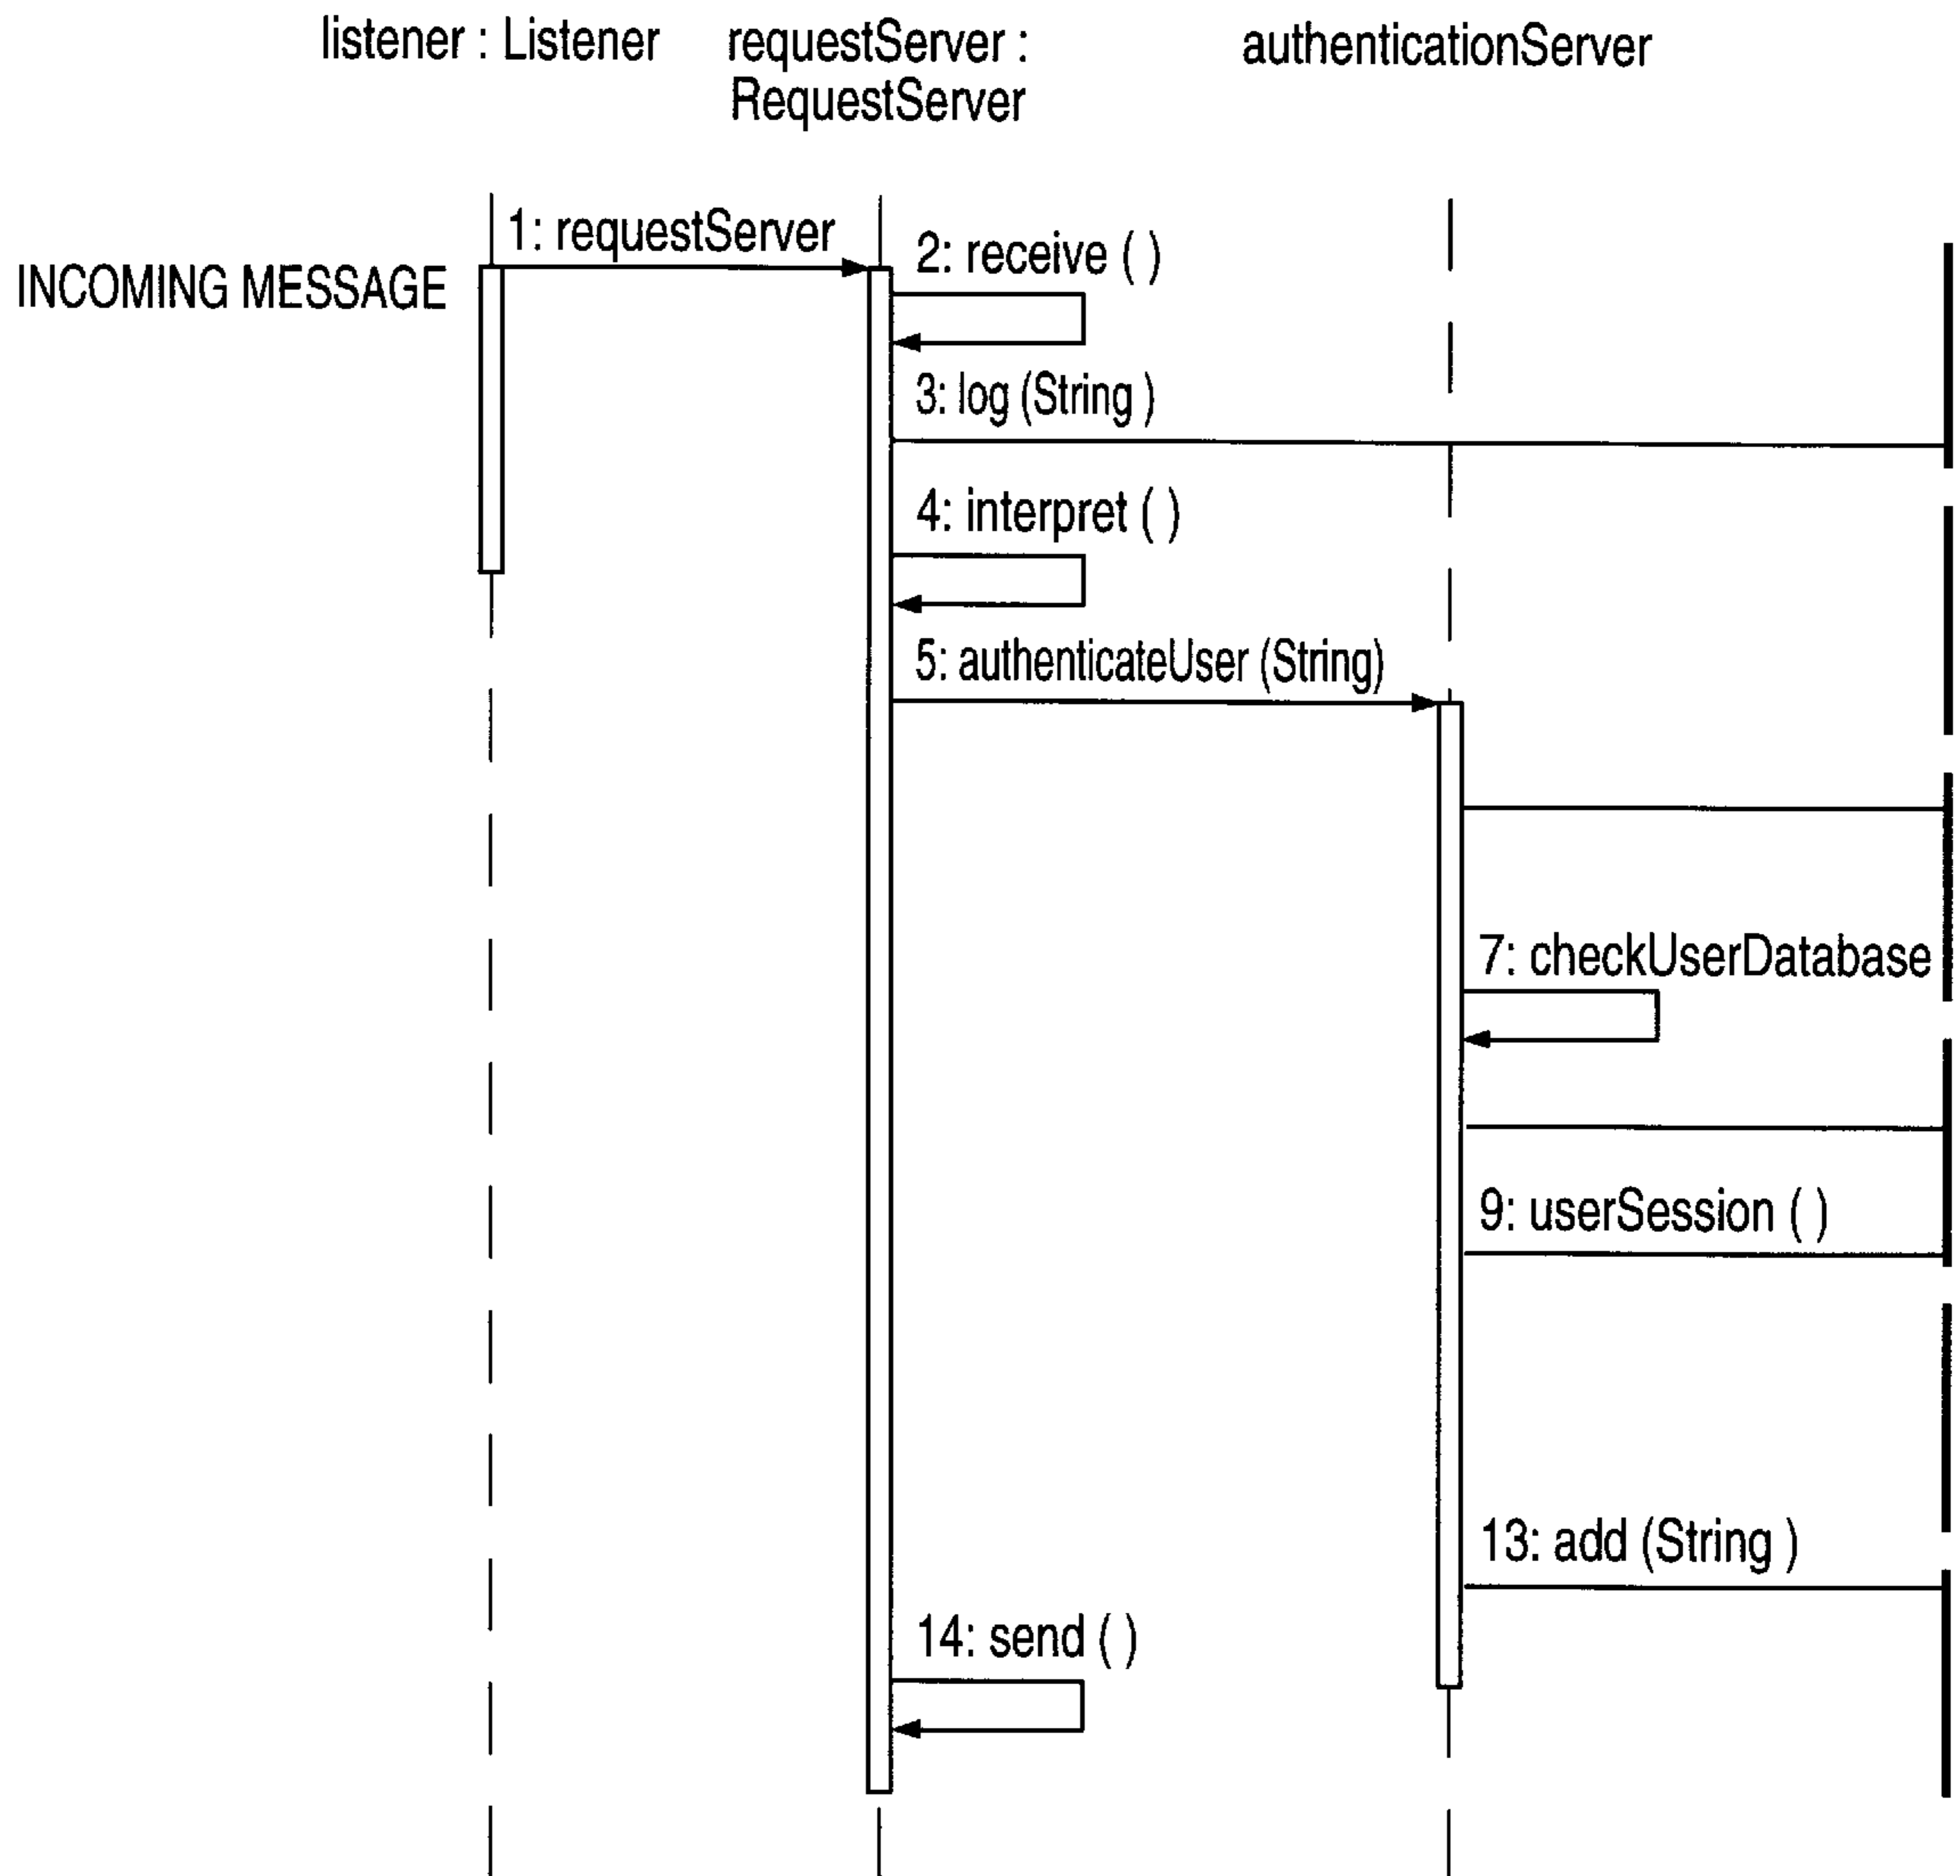 listener : Listener
requestServer :
RequestServer
authenticationServer
1: requestServer
INCOMING MESSAGE
2: receive ( )
3: log (String )
4: interpret ( )
5: authenticateUser (String)
7: checkUserDatabase
9: userSession ( )
13: add (String )
14: send ( )